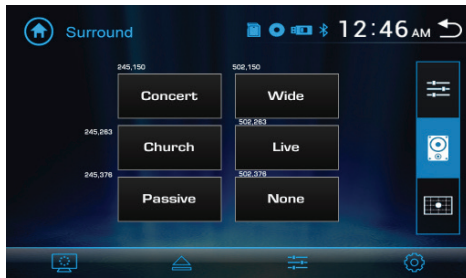 Surround
12:46 AM
245,150
502,150
Concert
Wide
245,263
502,263
Church
Live
245,376
502,376
Passive
None